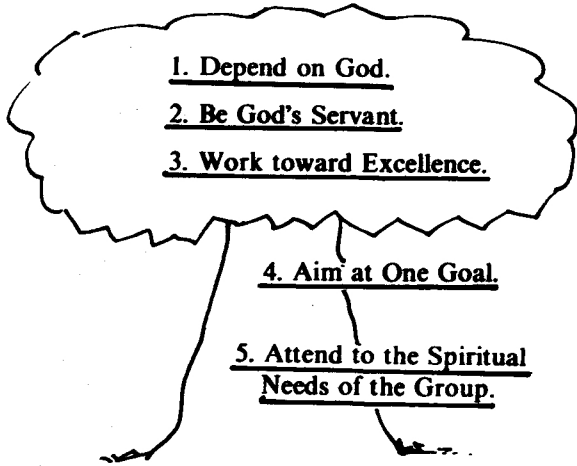 1. Depend on God.
2. Be God's Servant.
3. Work toward Excellence.
4. Aim at One Goal.
5. Attend to the Spiritual
Needs of the Group.